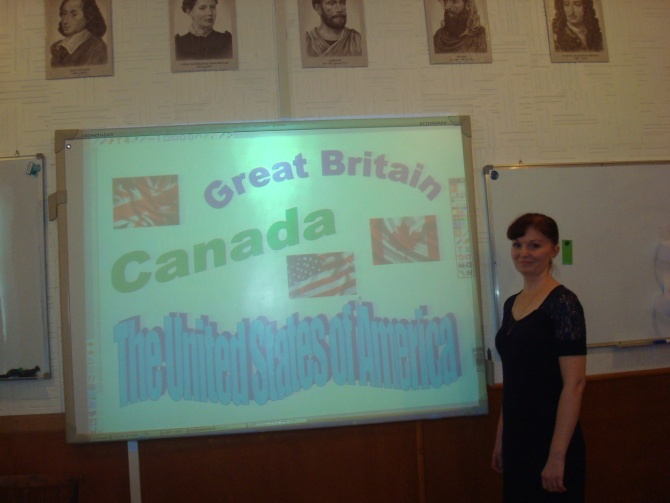 Great Britain
Canada
The United States of America